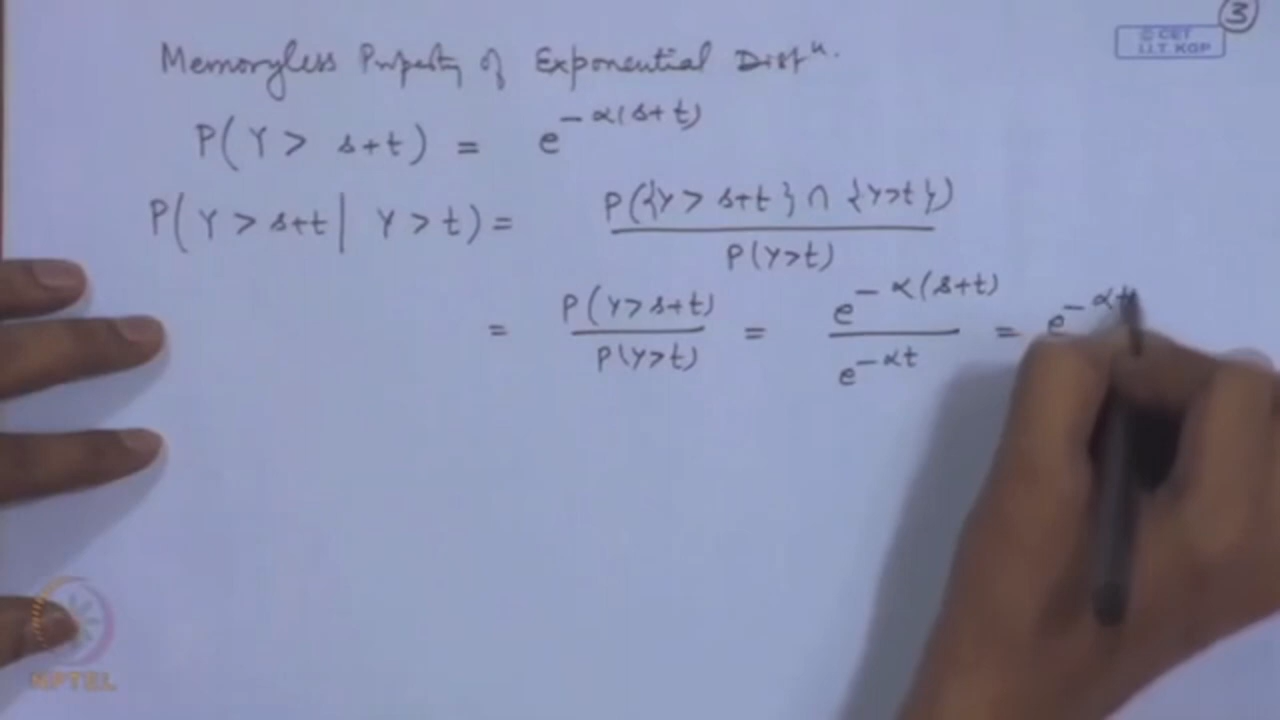 3
© CET
I.I.T. KGP
Memoryless Property of Exponential Distⁿ.
P(Y > s+t) = e^{-α(s+t)}
P(Y > s+t | Y > t) = P({Y > s+t} ∩ {Y>t}) / P(Y>t)
= P(Y>s+t) / P(Y>t) = e^{-α(s+t)} / e^{-αt} = e^{-α
NPTEL